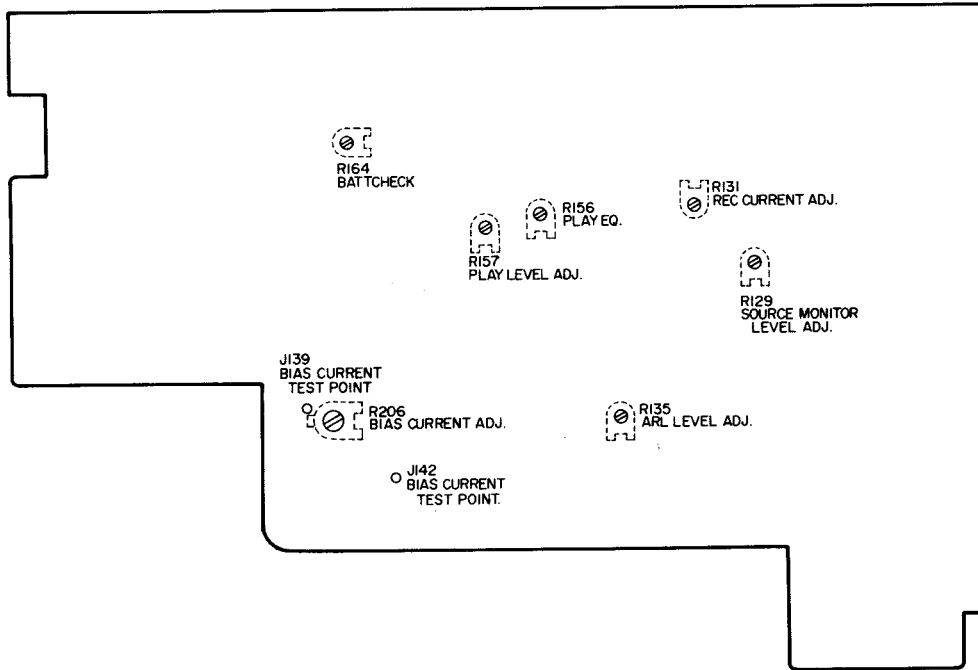 R164
BATTCHECK
R131
REC CURRENT ADJ.
R156
PLAY EQ.
R157
PLAY LEVEL ADJ.
R129
SOURCE MONITOR
LEVEL ADJ.
J139
BIAS CURRENT
TEST POINT
R206
BIAS CURRENT ADJ.
R135
ARL LEVEL ADJ.
J142
BIAS CURRENT
TEST POINT.